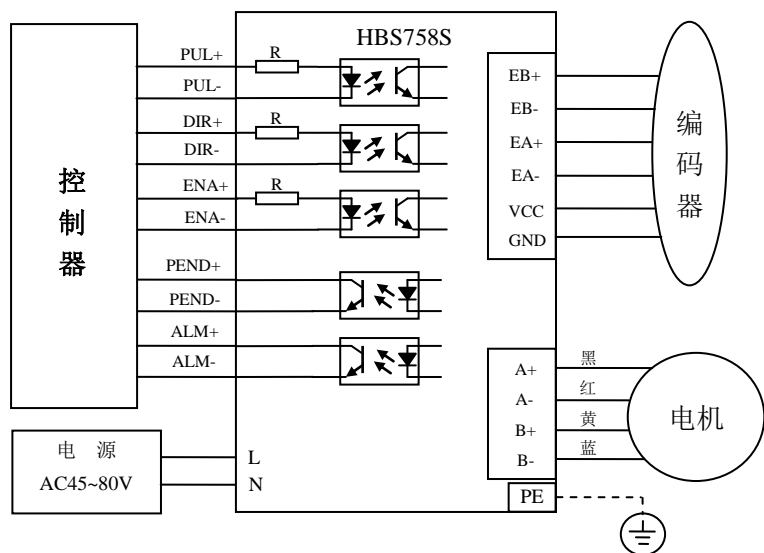 HBS758S
控
制
器
PUL+
R
PUL-
DIR+
R
DIR-
ENA+
R
ENA-
PEND+
PEND-
ALM+
ALM-
电 源
AC45~80V
L
N
EB+
EB-
EA+
EA-
VCC
GND
编
码
器
A+
黑
A-
红
B+
黄
B-
蓝
电机
PE